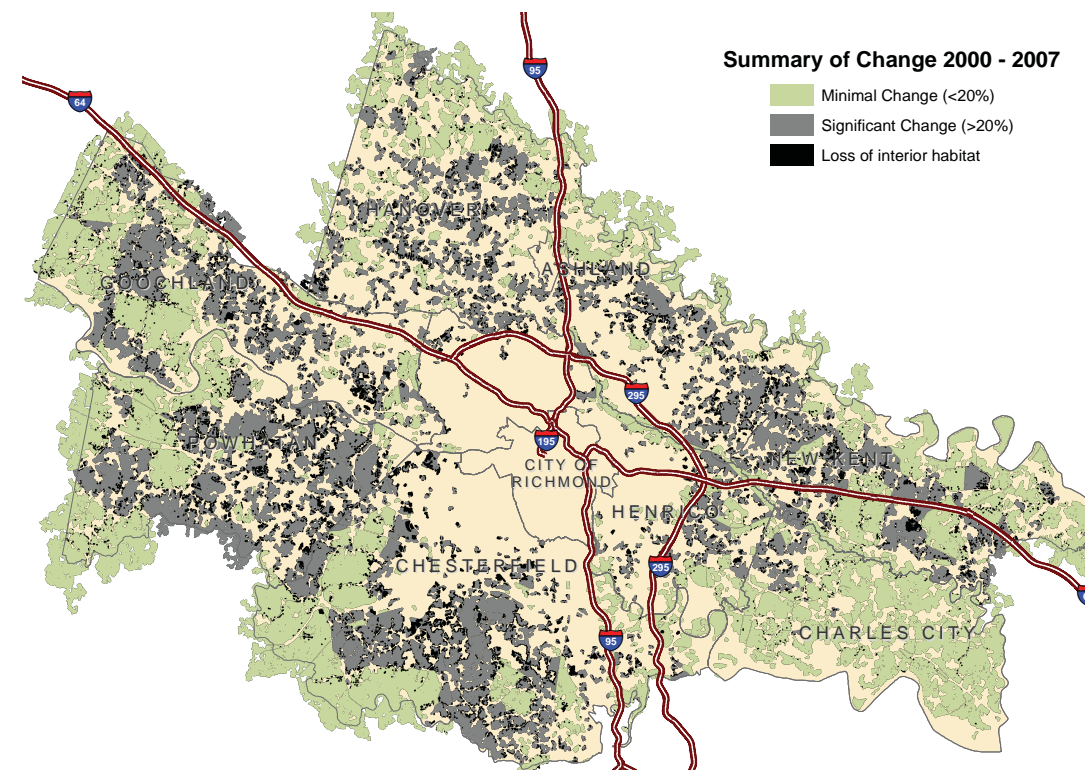 Summary of Change 2000 - 2007
Minimal Change (<20%)
Significant Change (>20%)
Loss of interior habitat
95
64
HANOVER
ASHLAND
GOOCHLAND
295
POWHATAN
195
CITY OF
RICHMOND
NEW KENT
HENRICO
CHESTERFIELD
295
95
CHARLES CITY